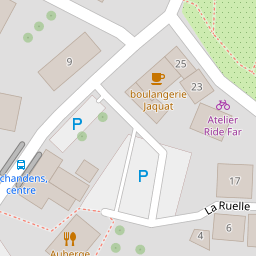 9
25
23
boulangerie
Jaquat
Atelier
Ride Far
P
P
chandens,
centre
17
La Ruelle
4
6
Auberge